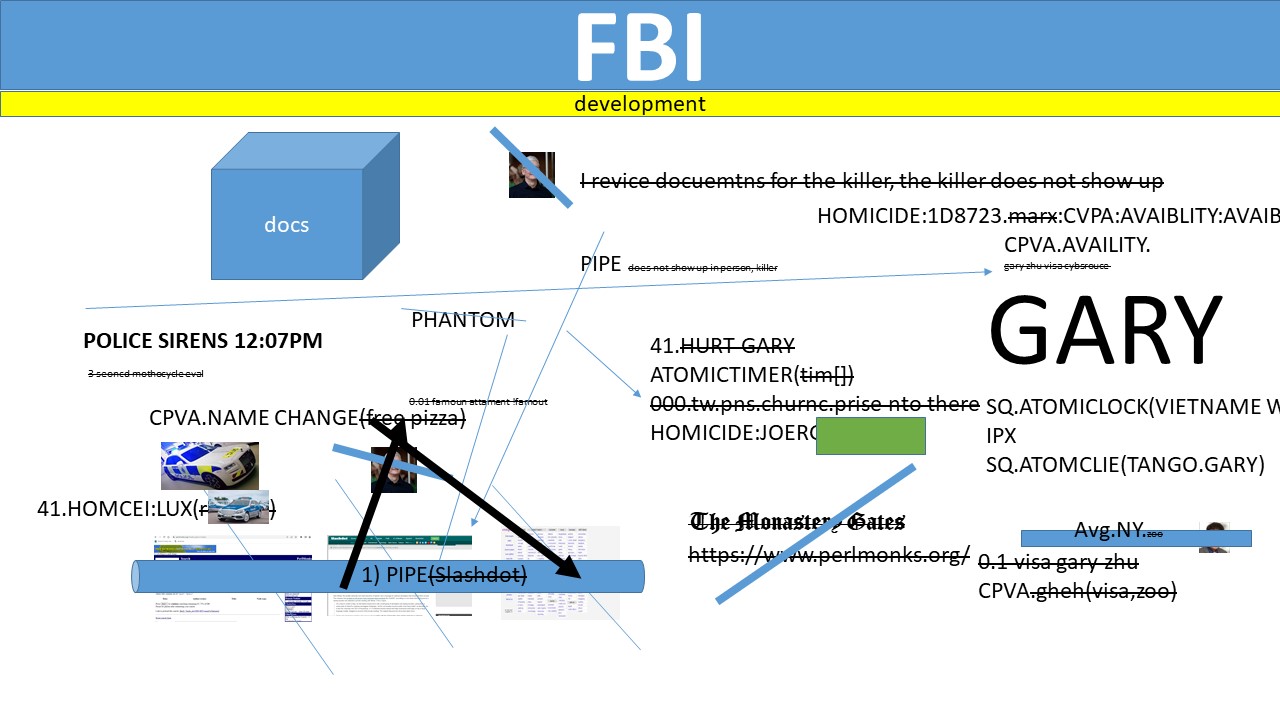 FBI
development
docs
I revice docuemtns for the killer, the killer does not show up
HOMICIDE:1D8723.marx:CVPA:AVAIBLITY:AVAIB
CPVA.AVAILITY.
gary zhu visa cybsrouce
PIPE does not show up in person, killer
GARY
PHANTOM
POLICE SIRENS 12:07PM
3 seoncd mothocycle eval
41.HURT GARY
ATOMICTIMER(tim[])
000.tw.pns.churnc.prise nto there
HOMICIDE:JOERG
0.01 famoun attament !famout
CPVA.NAME CHANGE(free pizza)
SQ.ATOMICLOCK(VIETNAME W
IPX
SQ.ATOMCLIE(TANGO.GARY)
41.HOMCEI:LUX(r )
The Monastery Gates
https://www.perlmonks.org/
Avg.NY.zoo
0.1 visa gary zhu
CPVA.gheh(visa,zoo)
1) PIPE(Slashdot)